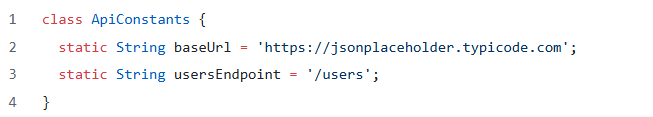 1 class ApiConstants {
2 static String baseUrl = 'https://jsonplaceholder.typicode.com';
3 static String usersEndpoint = '/users';
4 }